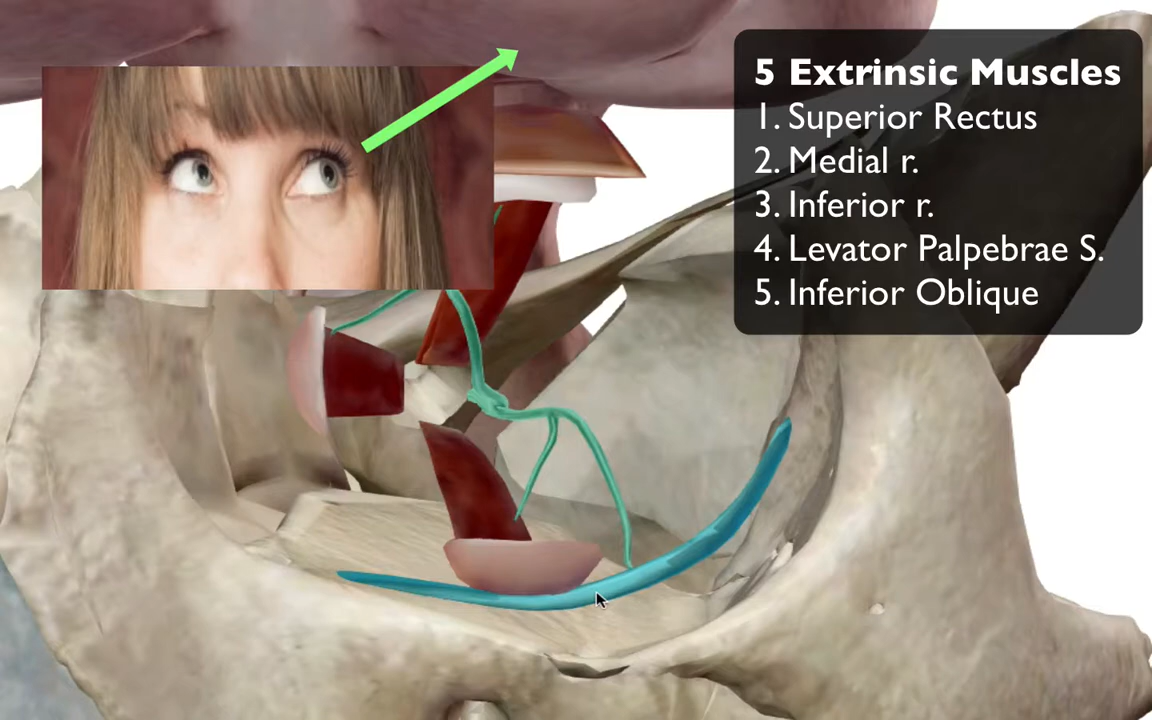 5 Extrinsic Muscles
1. Superior Rectus
2. Medial r.
3. Inferior r.
4. Levator Palpebrae S.
5. Inferior Oblique